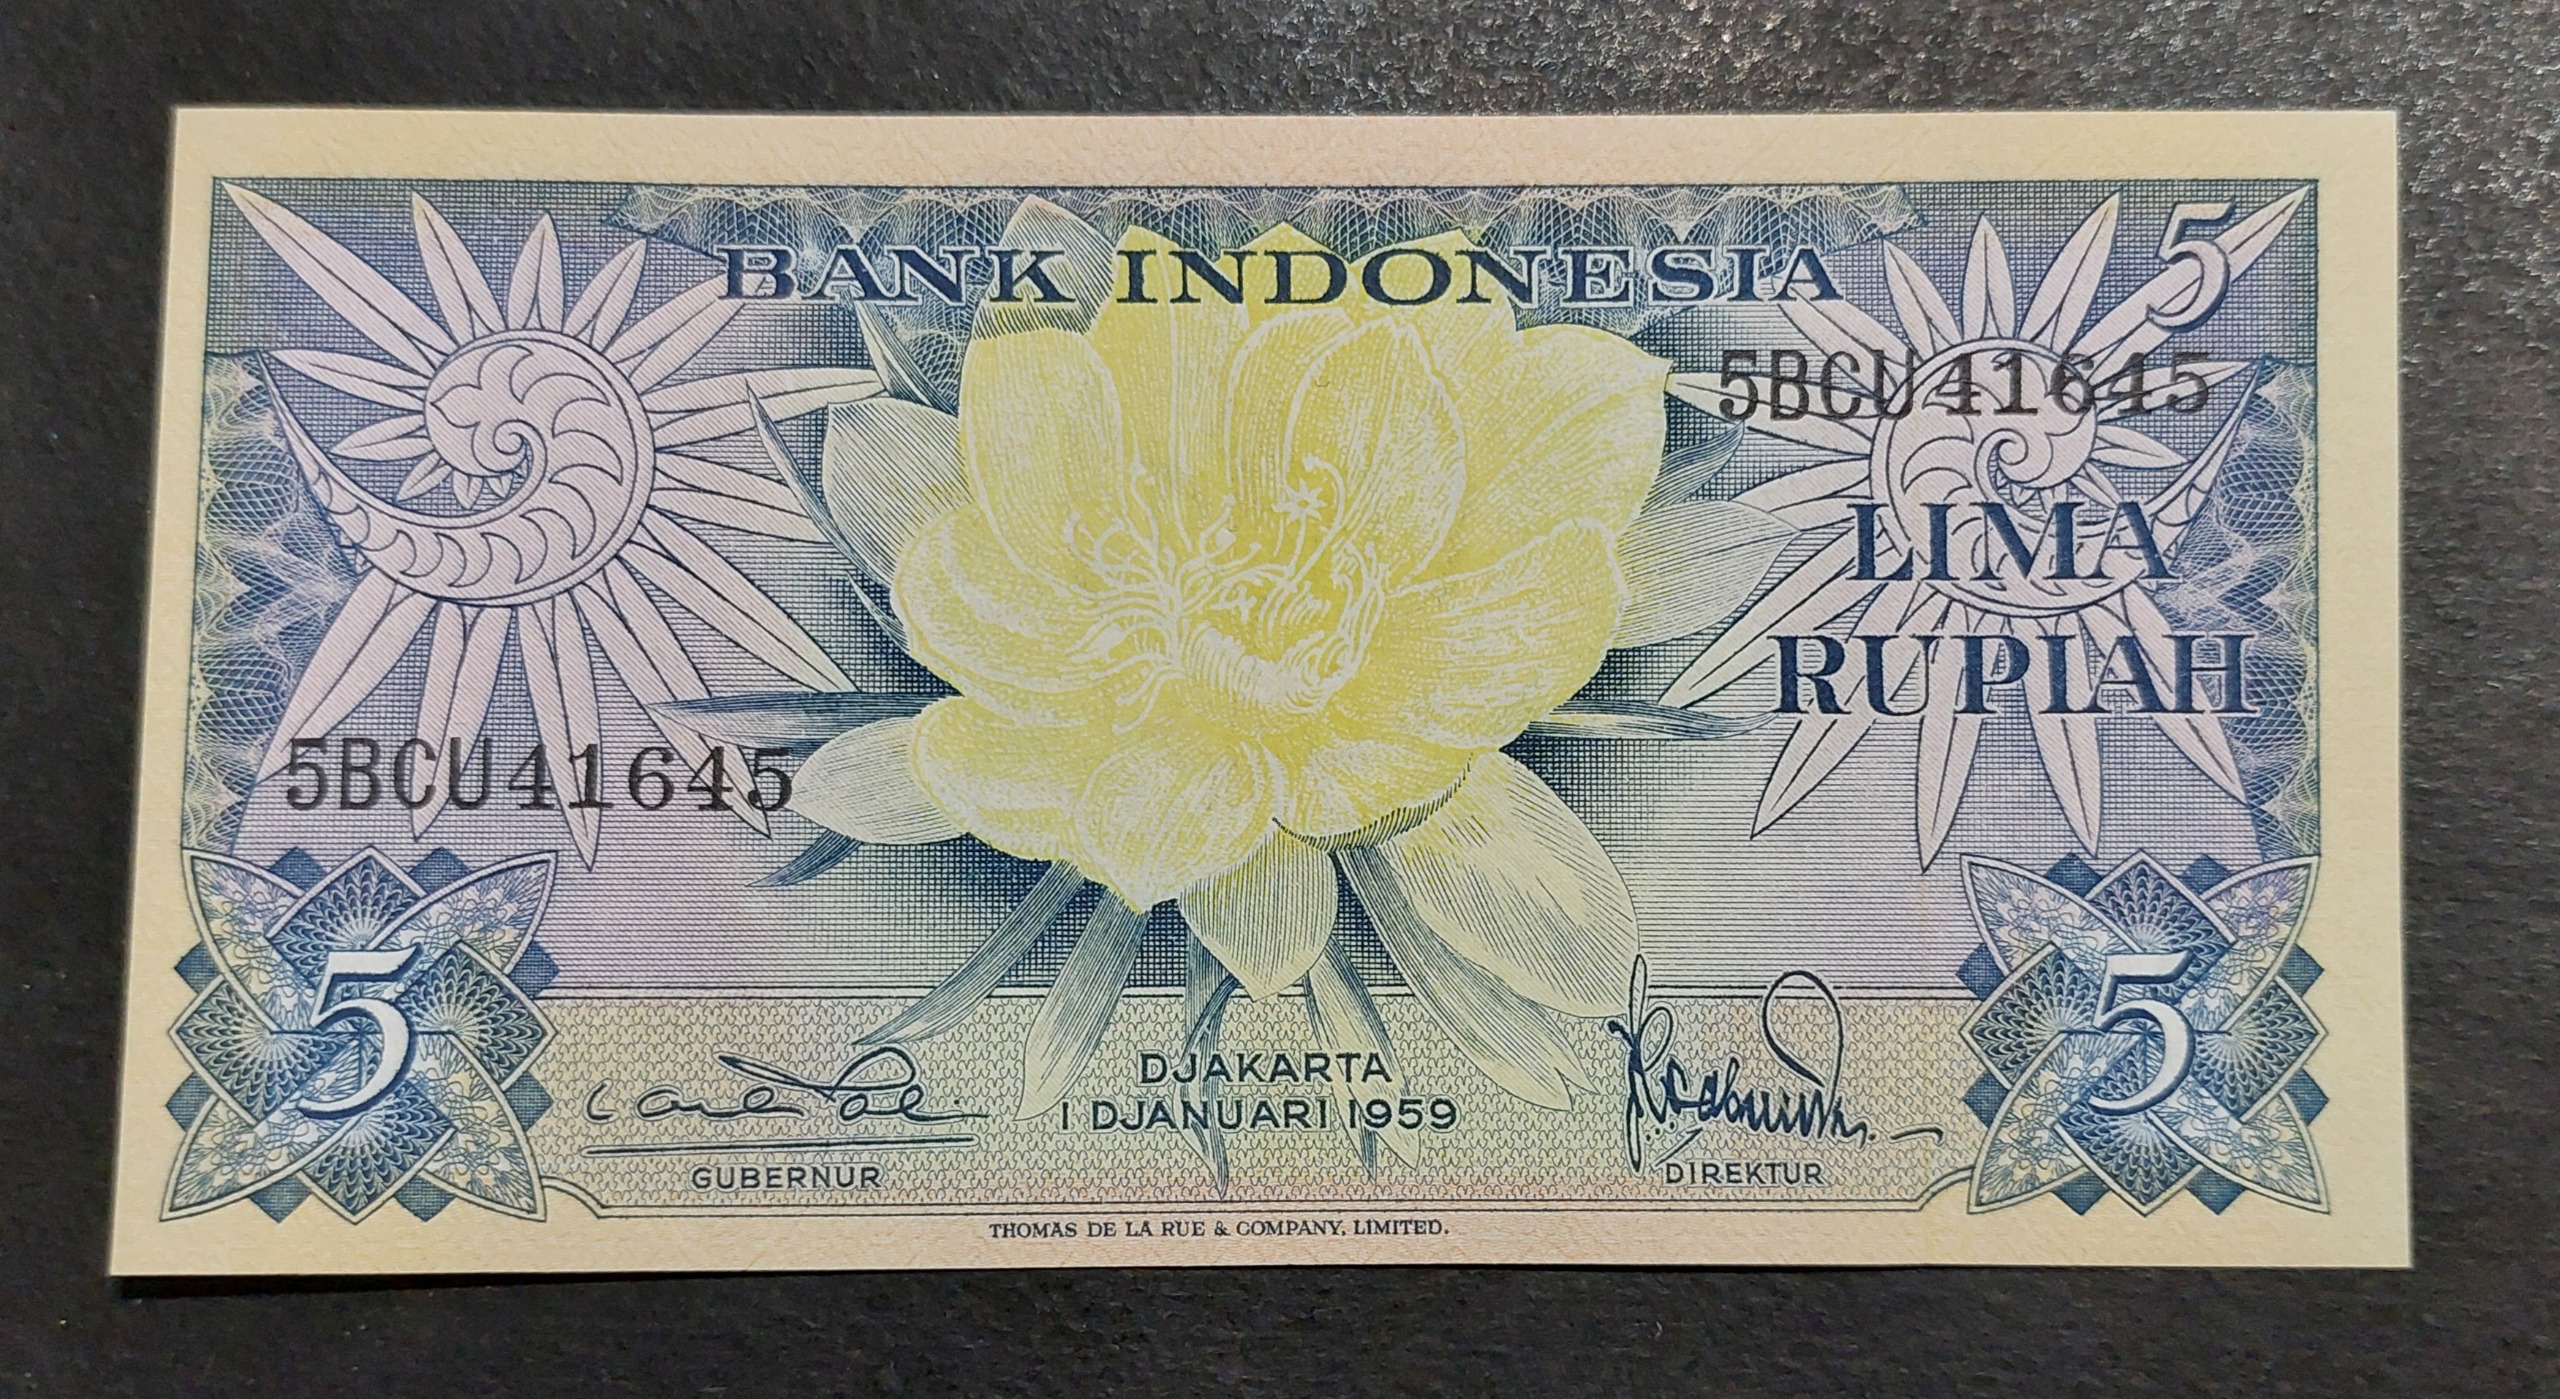 BANK INDONESIA
5
5BCU41645
LIMA
RUPIAH
5BCU41645
5
5
DJAKARTA
1 DJANUARI 1959
GUBERNUR
DIREKTUR
THOMAS DE LA RUE & COMPANY, LIMITED.